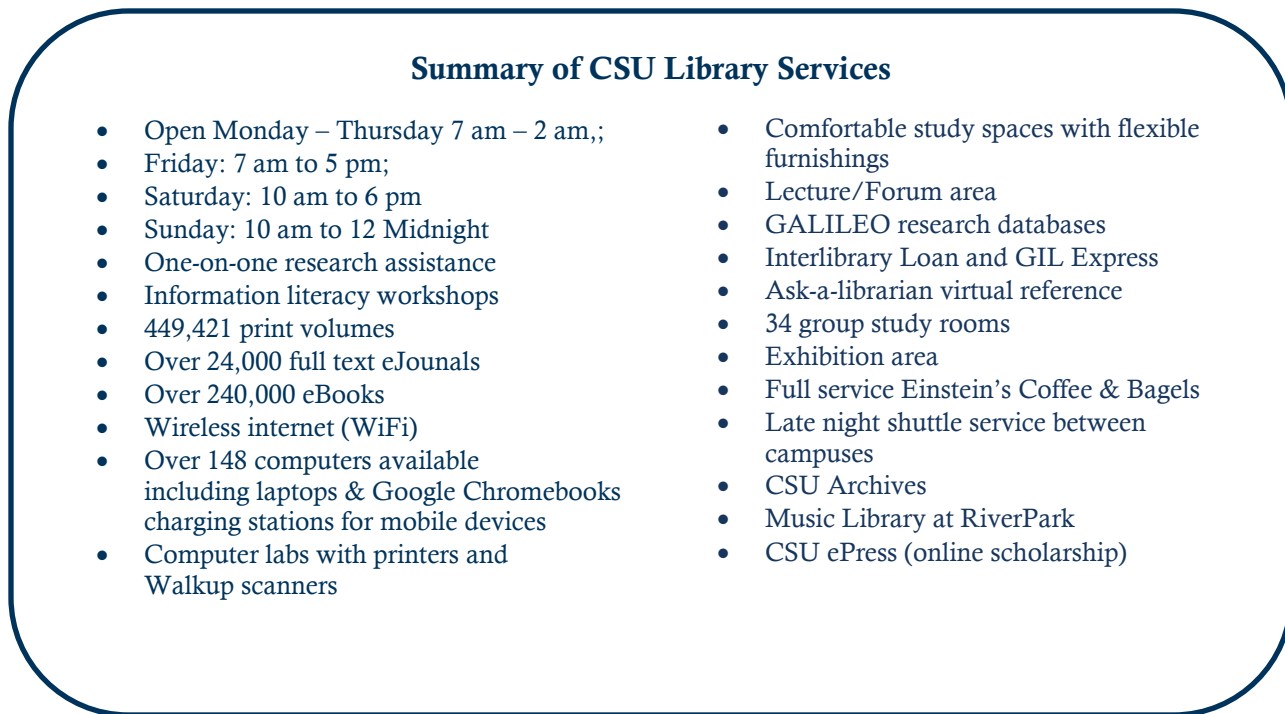 Summary of CSU Library Services
• Open Monday – Thursday 7 am – 2 am,;
• Friday: 7 am to 5 pm;
• Saturday: 10 am to 6 pm
• Sunday: 10 am to 12 Midnight
• One-on-one research assistance
• Information literacy workshops
• 449,421 print volumes
• Over 24,000 full text eJounals
• Over 240,000 eBooks
• Wireless internet (WiFi)
• Over 148 computers available
including laptops & Google Chromebooks
charging stations for mobile devices
• Computer labs with printers and
Walkup scanners
• Comfortable study spaces with flexible
furnishings
• Lecture/Forum area
• GALILEO research databases
• Interlibrary Loan and GIL Express
• Ask-a-librarian virtual reference
• 34 group study rooms
• Exhibition area
• Full service Einstein’s Coffee & Bagels
• Late night shuttle service between
campuses
• CSU Archives
• Music Library at RiverPark
• CSU ePress (online scholarship)